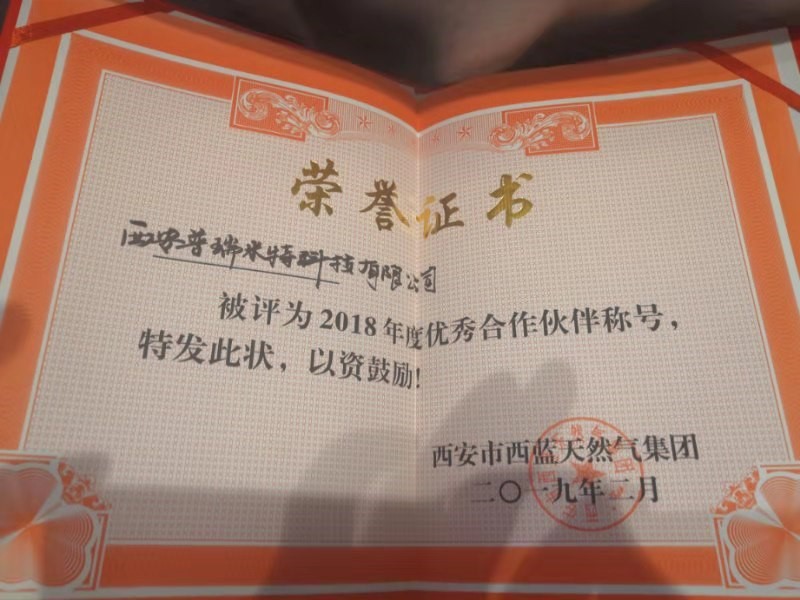 荣誉证书
西安普瑞米特科技有限公司
被评为2018年度优秀合作伙伴称号，
特发此状，以资鼓励！
西安市西蓝天然气集团
二〇一九年二月